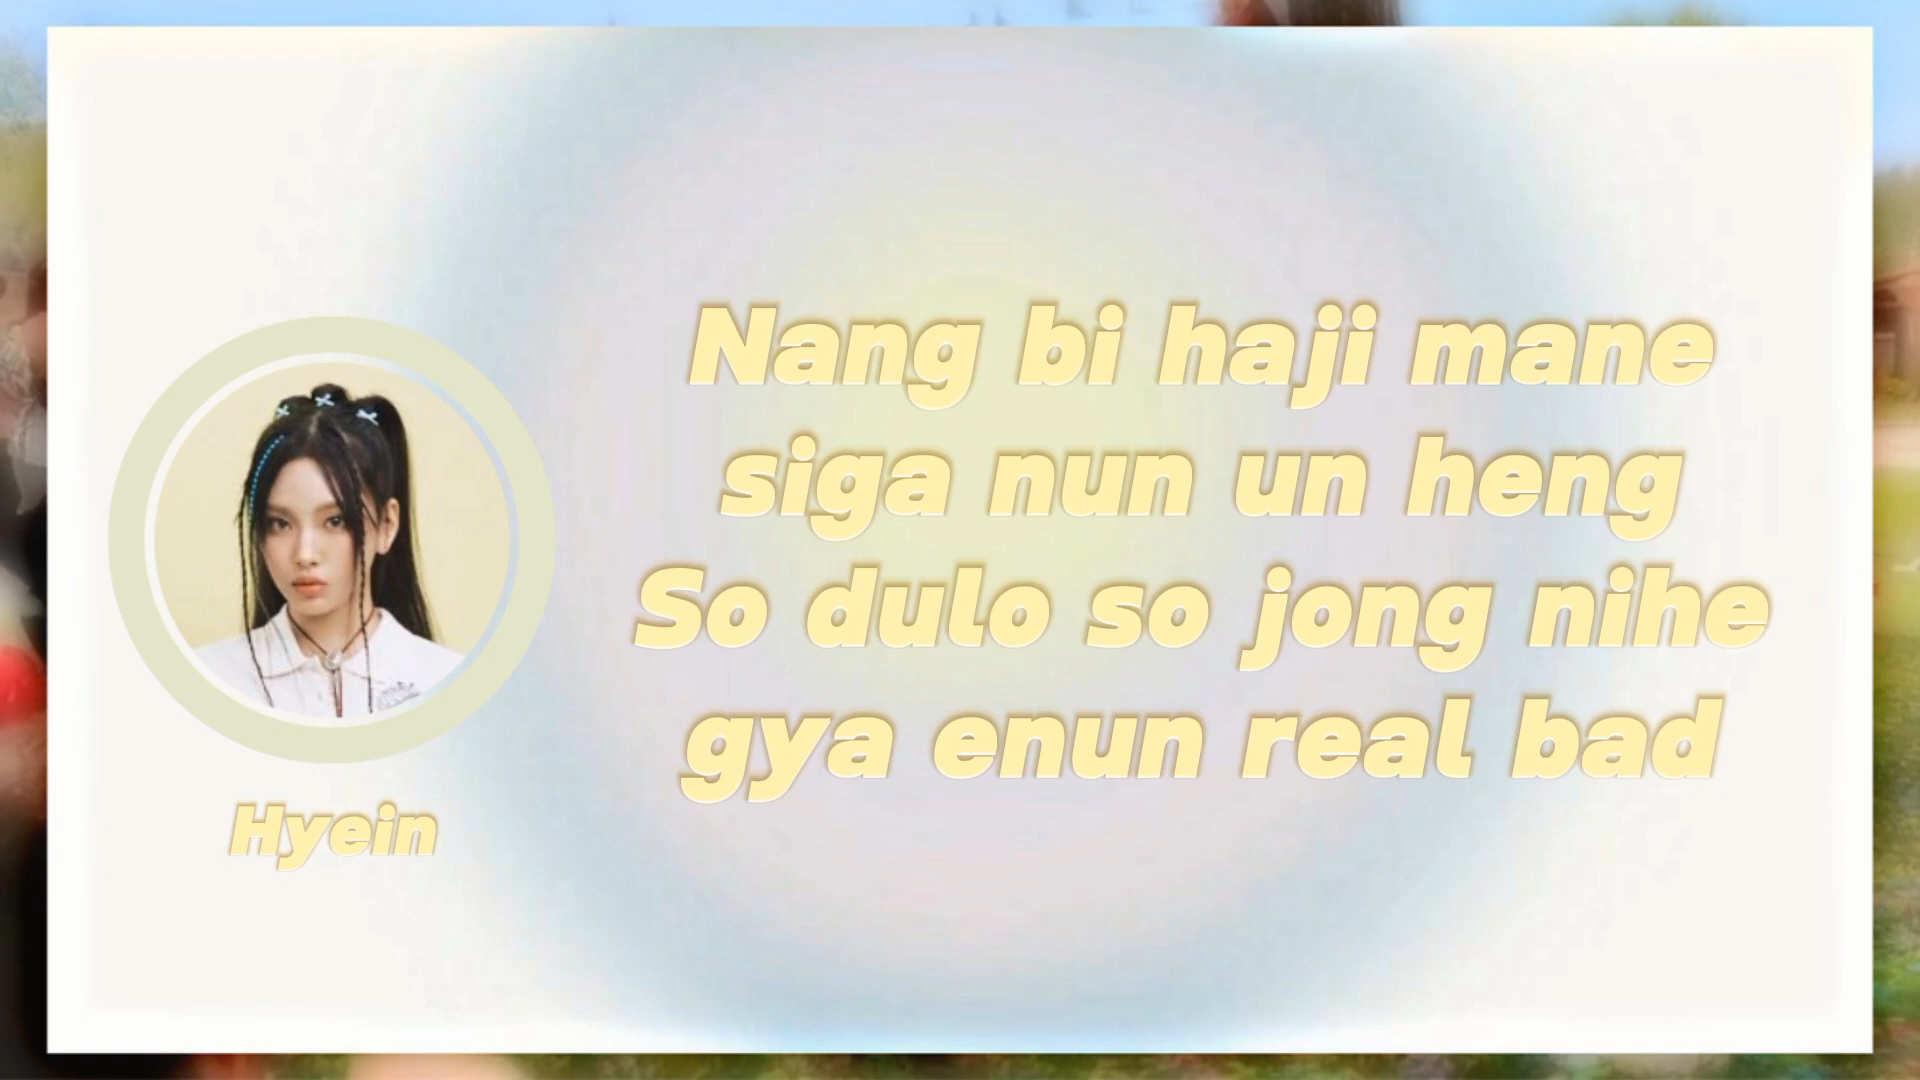 Nang bi haji mane
siga nun un heng
So dulo so jong nihe
gya enun real bad
Hyein